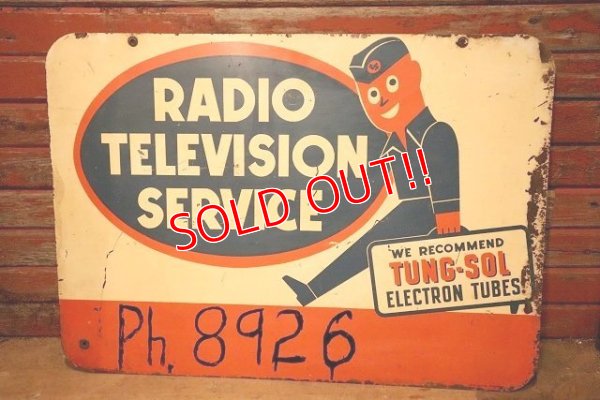 RADIO
TELEVISION
SERVICE
SOLD OUT!!
WE RECOMMEND
TUNG-SOL
ELECTRON TUBES
Ph, 8926